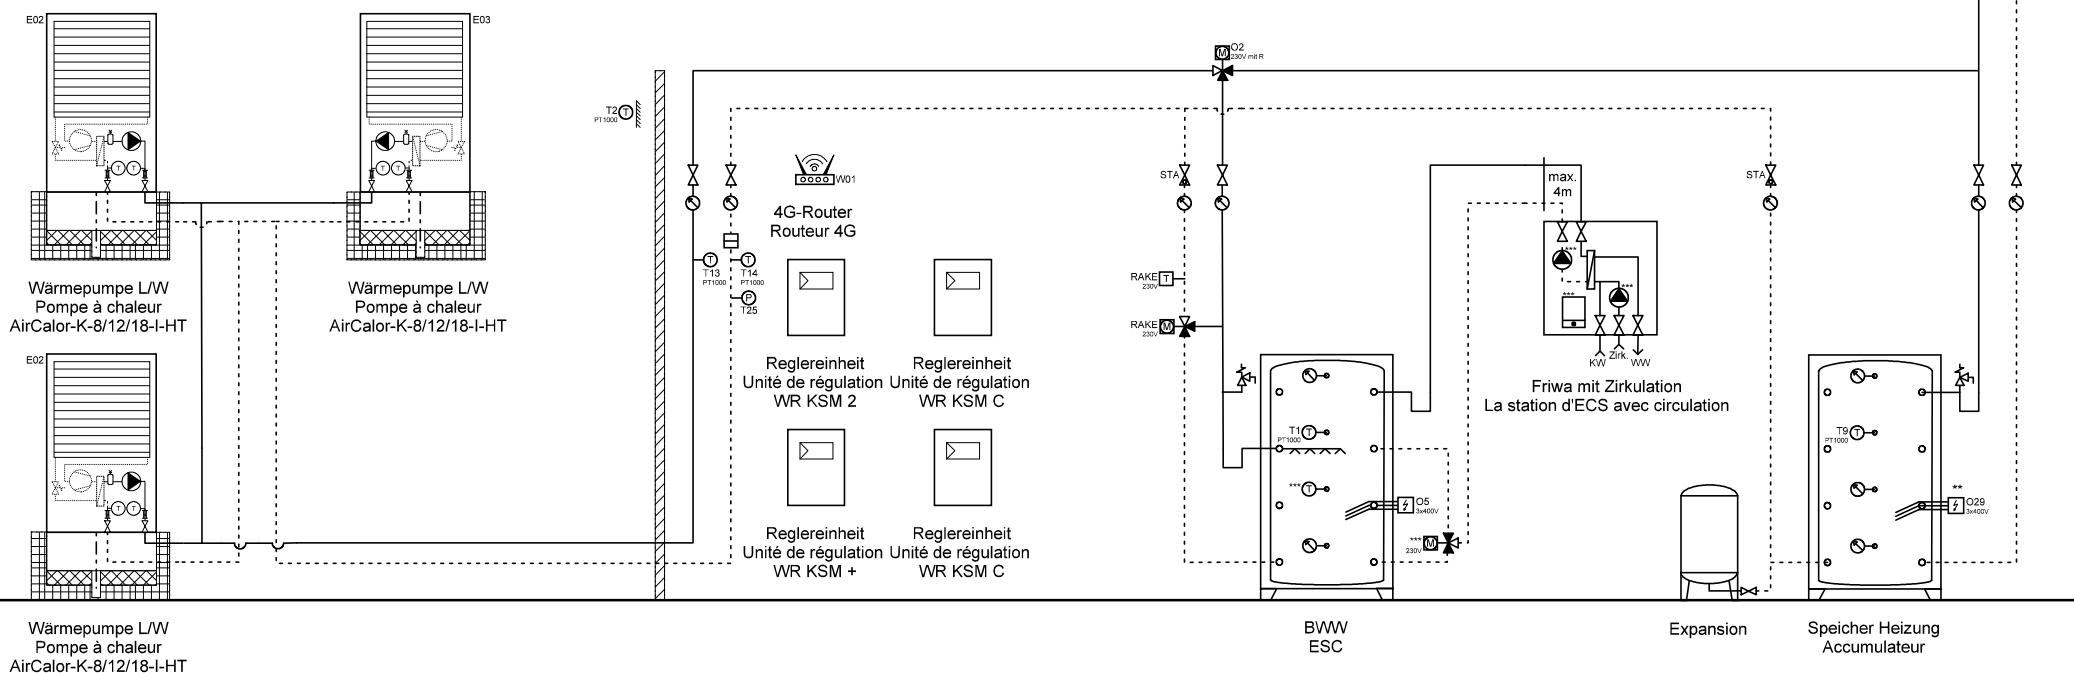 E02
E03
O2
230V mit R
T2
T
PT1000
M
W01
4G-Router
Routeur 4G
STA
STA
max.
4m
T
T
T
T
T
T13
PT1000
T
T14
PT1000
P
T25
RAKE
230V
T
RAKE
230V
M
***
***
***
KW
Zirk.
WW
Wärmepumpe L/W
Pompe à chaleur
AirCalor-K-8/12/18-I-HT
Wärmepumpe L/W
Pompe à chaleur
AirCalor-K-8/12/18-I-HT
E02
Reglereinheit
Unité de régulation
WR KSM 2
Reglereinheit
Unité de régulation
WR KSM C
Friwa mit Zirkulation
La station d'ECS avec circulation
T1
PT1000
T
T9
PT1000
T
***
T
T
T
O5
3x400V
**
O29
3x400V
***
230V
M
Reglereinheit
Unité de régulation
WR KSM +
Reglereinheit
Unité de régulation
WR KSM C
Wärmepumpe L/W
Pompe à chaleur
AirCalor-K-8/12/18-I-HT
BWW
ESC
Expansion
Speicher Heizung
Accumulateur